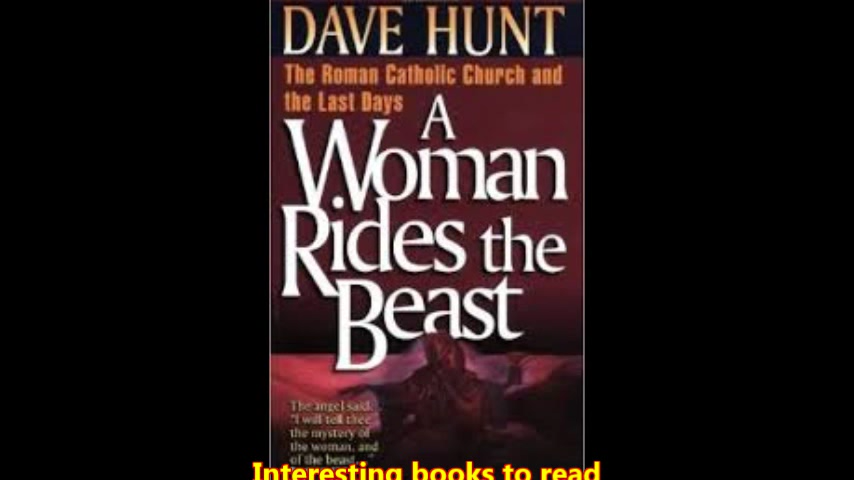 DAVE HUNT
The Roman Catholic Church and
the Last Days
A
Woman
Rides the
Beast
The angel said,
"I will tell thee
the mystery of
the woman, and
of the beast..."
Interesting books to read